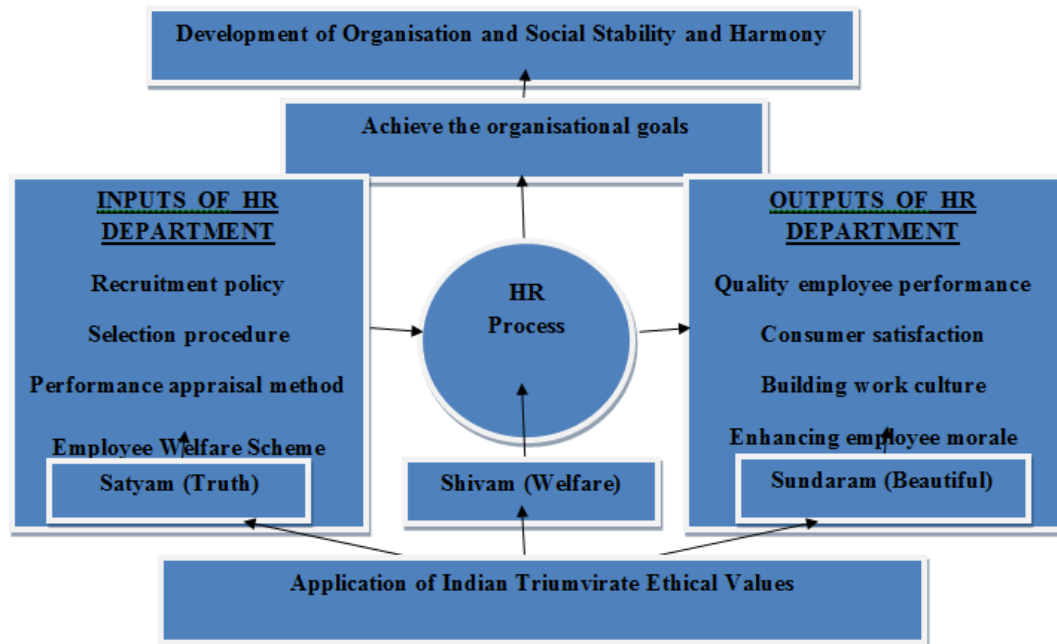 Development of Organisation and Social Stability and Harmony
Achieve the organisational goals
INPUTS OF HR
DEPARTMENT
Recruitment policy
Selection procedure
Performance appraisal method
Employee Welfare Scheme
Satyam (Truth)
HR
Process
Shivam (Welfare)
OUTPUTS OF HR
DEPARTMENT
Quality employee performance
Consumer satisfaction
Building work culture
Enhancing employee morale
Sundaram (Beautiful)
Application of Indian Triumvirate Ethical Values